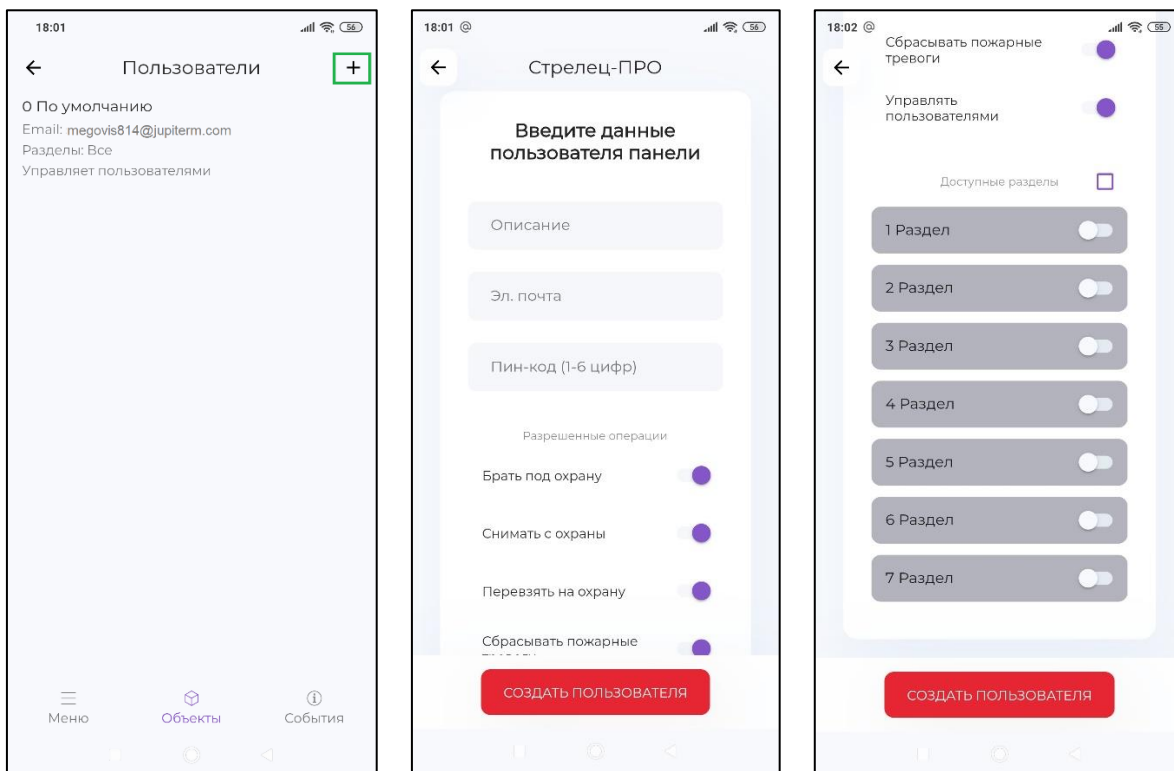 18:01
56
Пользователи
+
0 По умолчанию
Email: megovis814@jupiterm.com
Разделы: Все
Управляет пользователями
Меню
Объекты
События
18:01 @
56
Стрелец-ПРО
Введите данные
пользователя панели
Описание
Эл. почта
Пин-код (1-6 цифр)
Разрешенные операции
Брать под охрану
Снимать с охраны
Перевзять на охрану
Сбрасывать пожарные
СОЗДАТЬ ПОЛЬЗОВАТЕЛЯ
18:02 @
55
Сбрасывать пожарные
тревоги
Управлять
пользователями
Доступные разделы
1 Раздел
2 Раздел
3 Раздел
4 Раздел
5 Раздел
6 Раздел
7 Раздел
СОЗДАТЬ ПОЛЬЗОВАТЕЛЯ